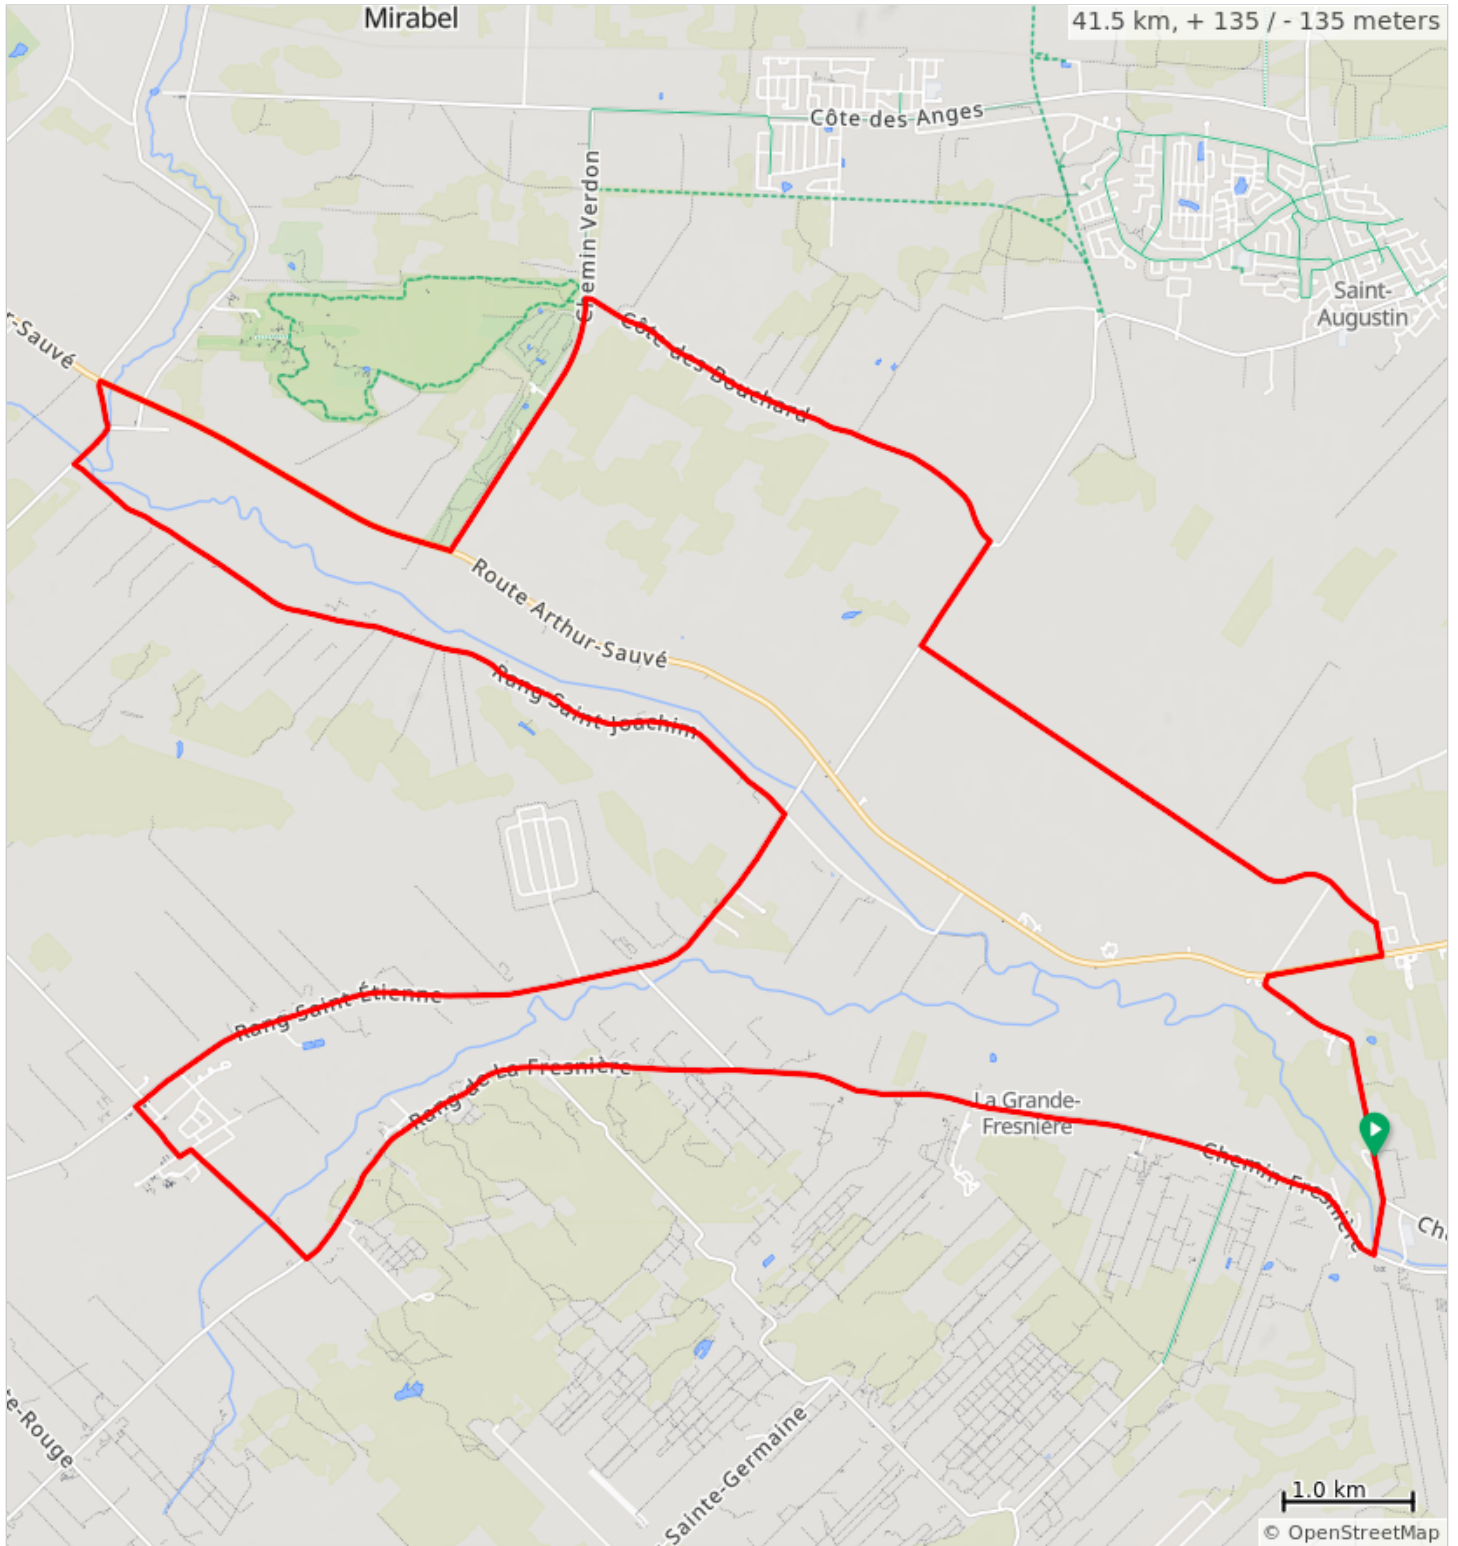 Mirabel
41.5 km, + 135 / - 135 meters
Côte des Anges
Chemin Verdon
Saint-
Augustin
r-Sauvé
Côte des Bouchard
Route Arthur-Sauvé
Rang Saint-Joachim
Rang Saint-Étienne
Rang de La Fresnière
La Grande-
Fresnière
Chemin Fresnière
Ch
e-Rouge
Sainte-Germaine
1.0 km
© OpenStreetMap